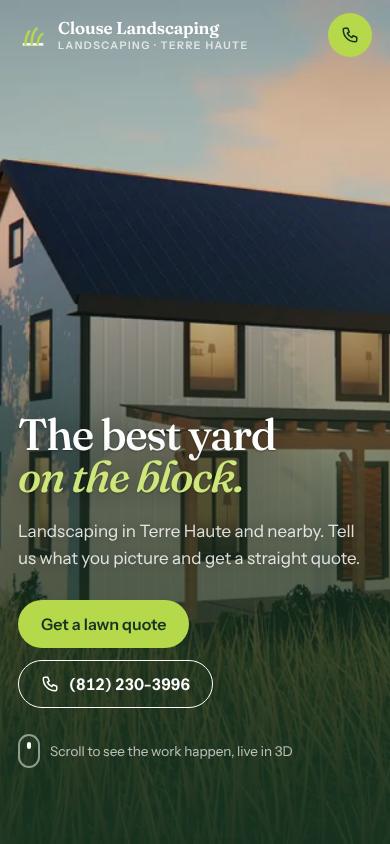 Clouse Landscaping
LANDSCAPING · TERRE HAUTE
The best yard
on the block.
Landscaping in Terre Haute and nearby. Tell
us what you picture and get a straight quote.
Get a lawn quote
(812) 230-3996
Scroll to see the work happen, live in 3D